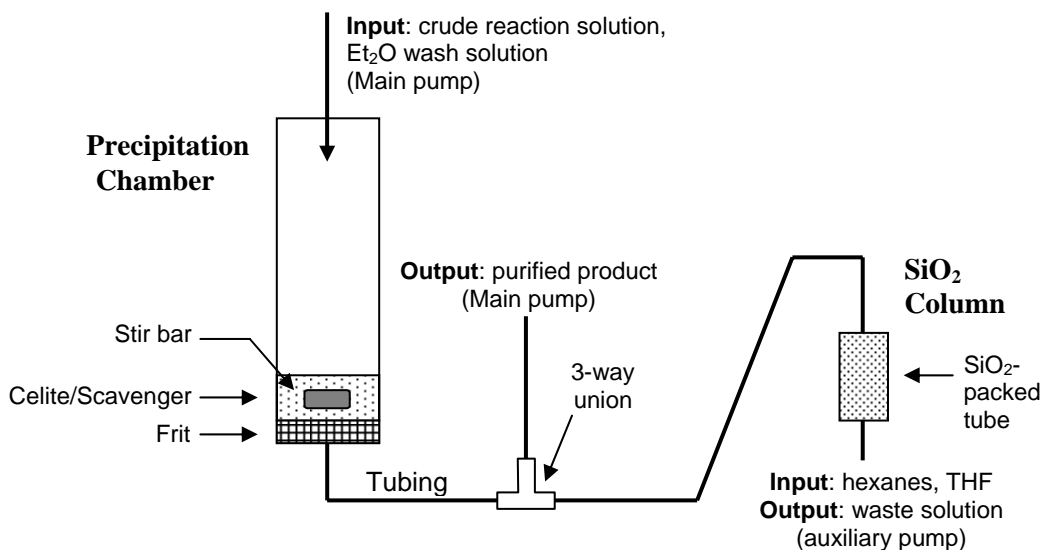 Input: crude reaction solution,
Et₂O wash solution
(Main pump)
Precipitation
Chamber
Output: purified product
(Main pump)
SiO₂
Column
Stir bar
Celite/Scavenger
Frit
3-way
union
SiO₂-
packed
tube
Tubing
Input: hexanes, THF
Output: waste solution
(auxiliary pump)